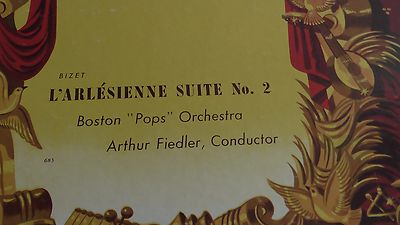 BIZET
L'ARLÉSIENNE SUITE No. 2
Boston "Pops" Orchestra
Arthur Fiedler, Conductor
683